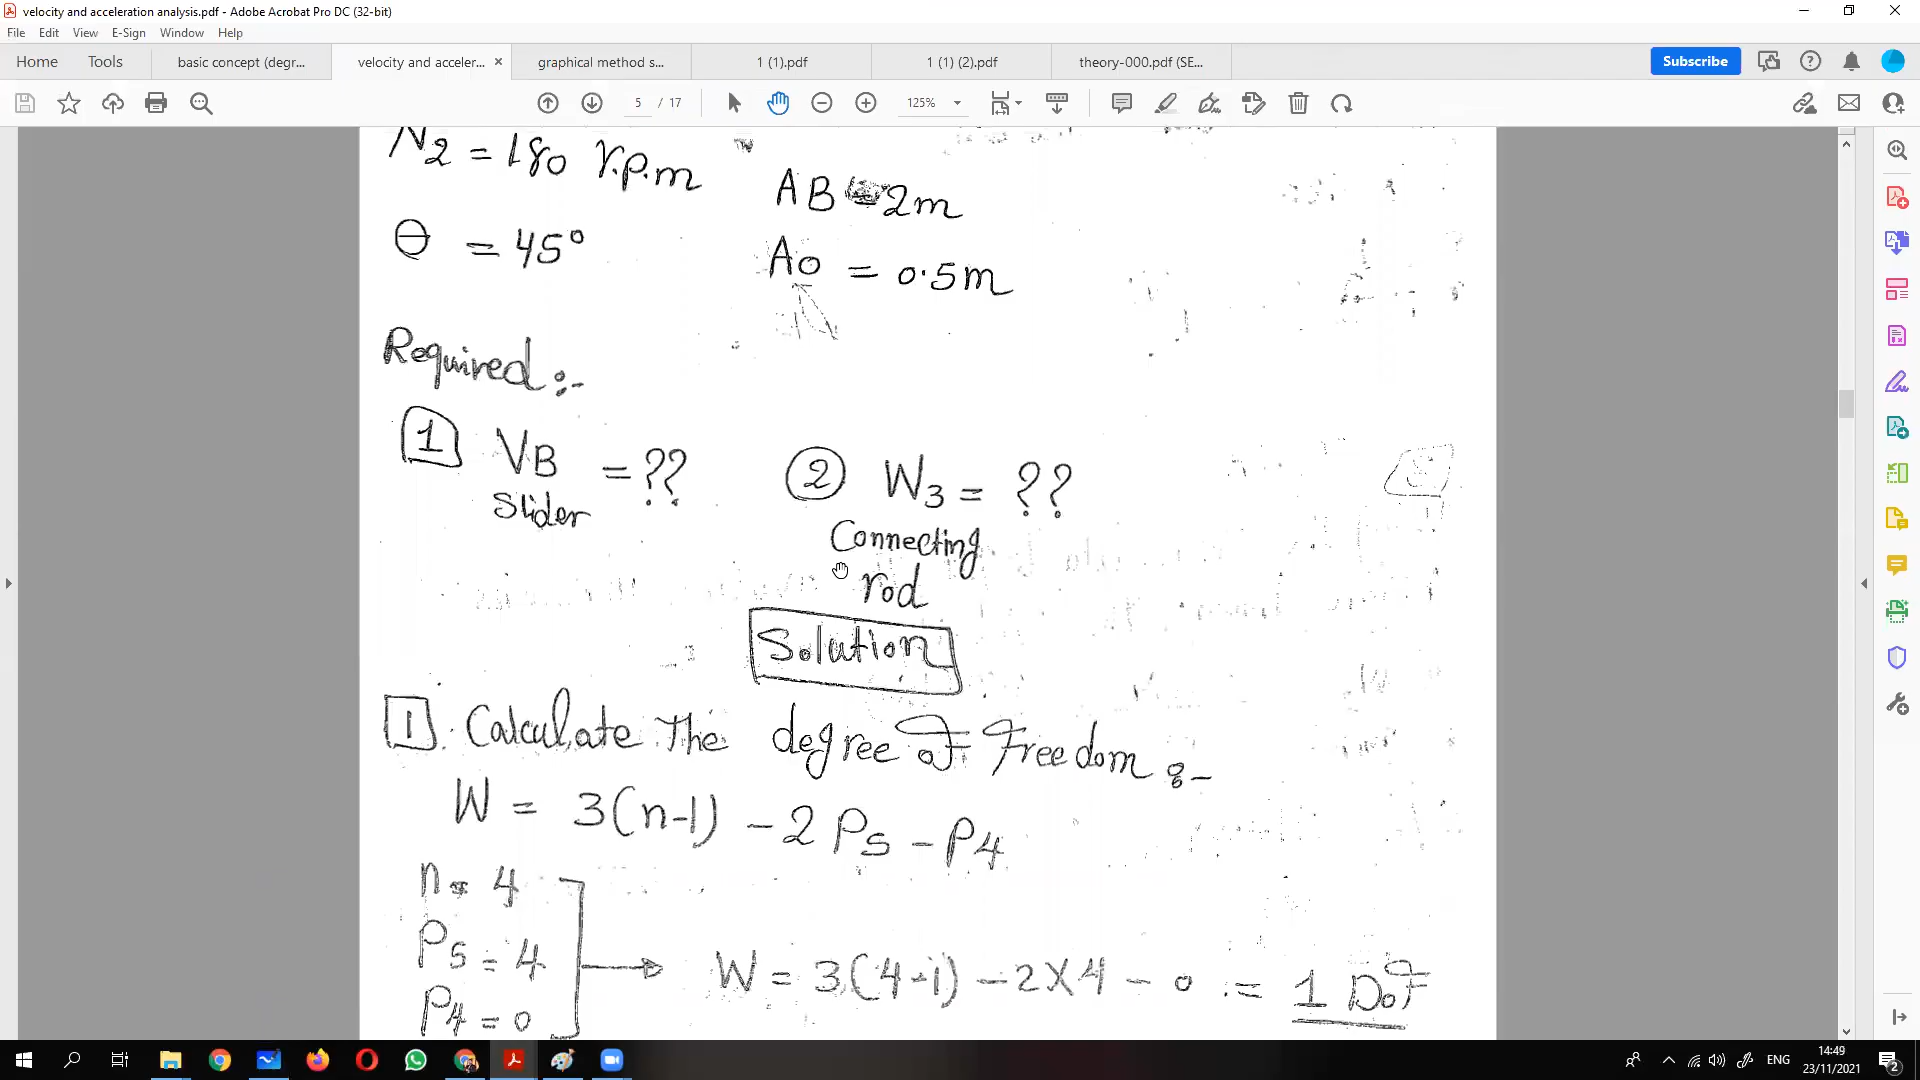 velocity and acceleration analysis.pdf - Adobe Acrobat Pro DC (32-bit)
File Edit View E-Sign Window Help
Home Tools basic concept (degr... velocity and acceler... × graphical method s... 1 (1).pdf 1 (1) (2).pdf theory-000.pdf (SE... Subscribe
5 / 17 125%
N2 = 180 r.p.m
AB = 2m
θ = 45°
Ao = 0.5m
Required :-
1 VB = ??
Slider
2 W3 = ??
Connecting
rod
Solution
1. Calculate The degree of Freedom :-
W = 3(n-1) - 2 P5 - P4
n = 4
P5 = 4
P4 = 0
W = 3(4-1) - 2X4 - 0 := 1 DoF
ENG
14:49
23/11/2021
2